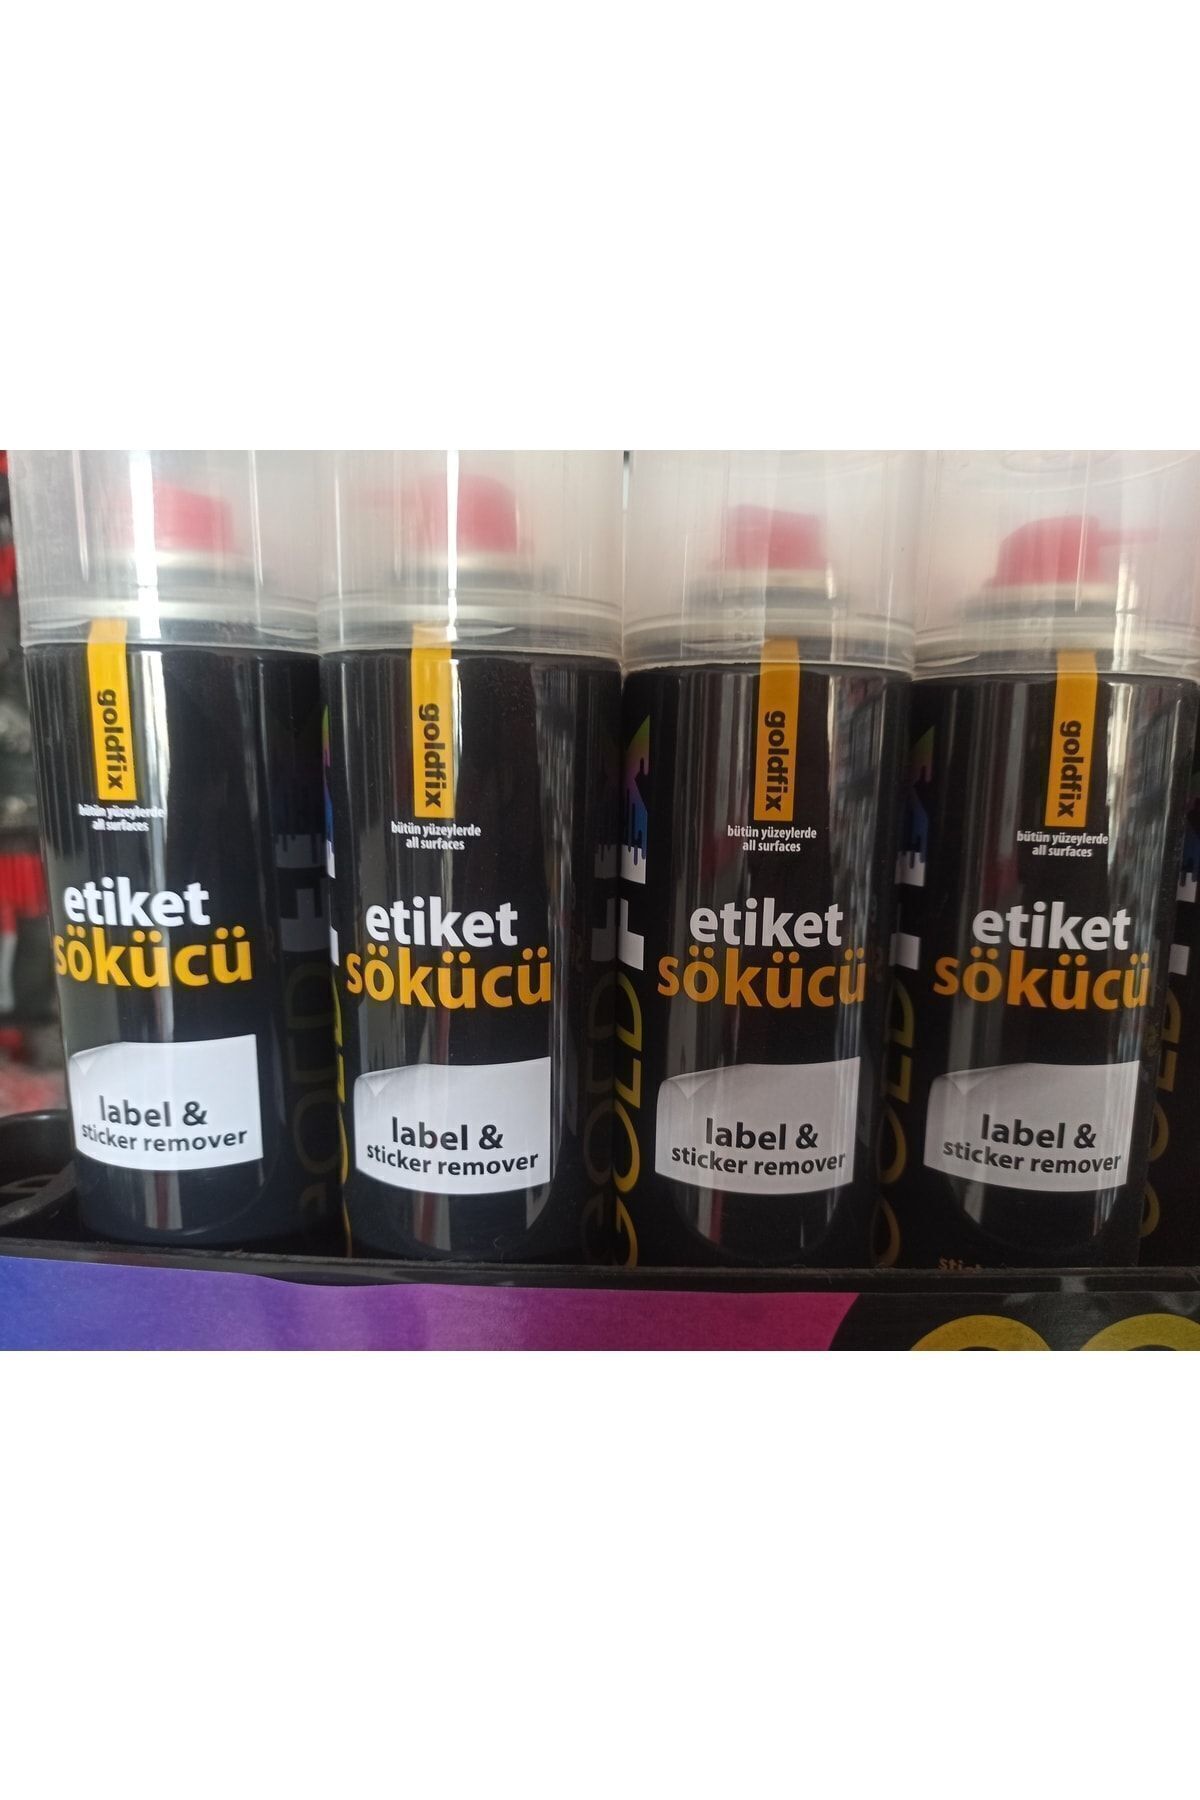 goldfix
bütün yüzeylerde
all surfaces
etiket
sökücü
label &
sticker remover
goldfix
bütün yüzeylerde
all surfaces
etiket
sökücü
label &
sticker remover
goldfix
bütün yüzeylerde
all surfaces
etiket
sökücü
label &
sticker remover
goldfix
bütün yüzeylerde
all surfaces
etiket
sökücü
label &
sticker remover
GOLD
GOLD